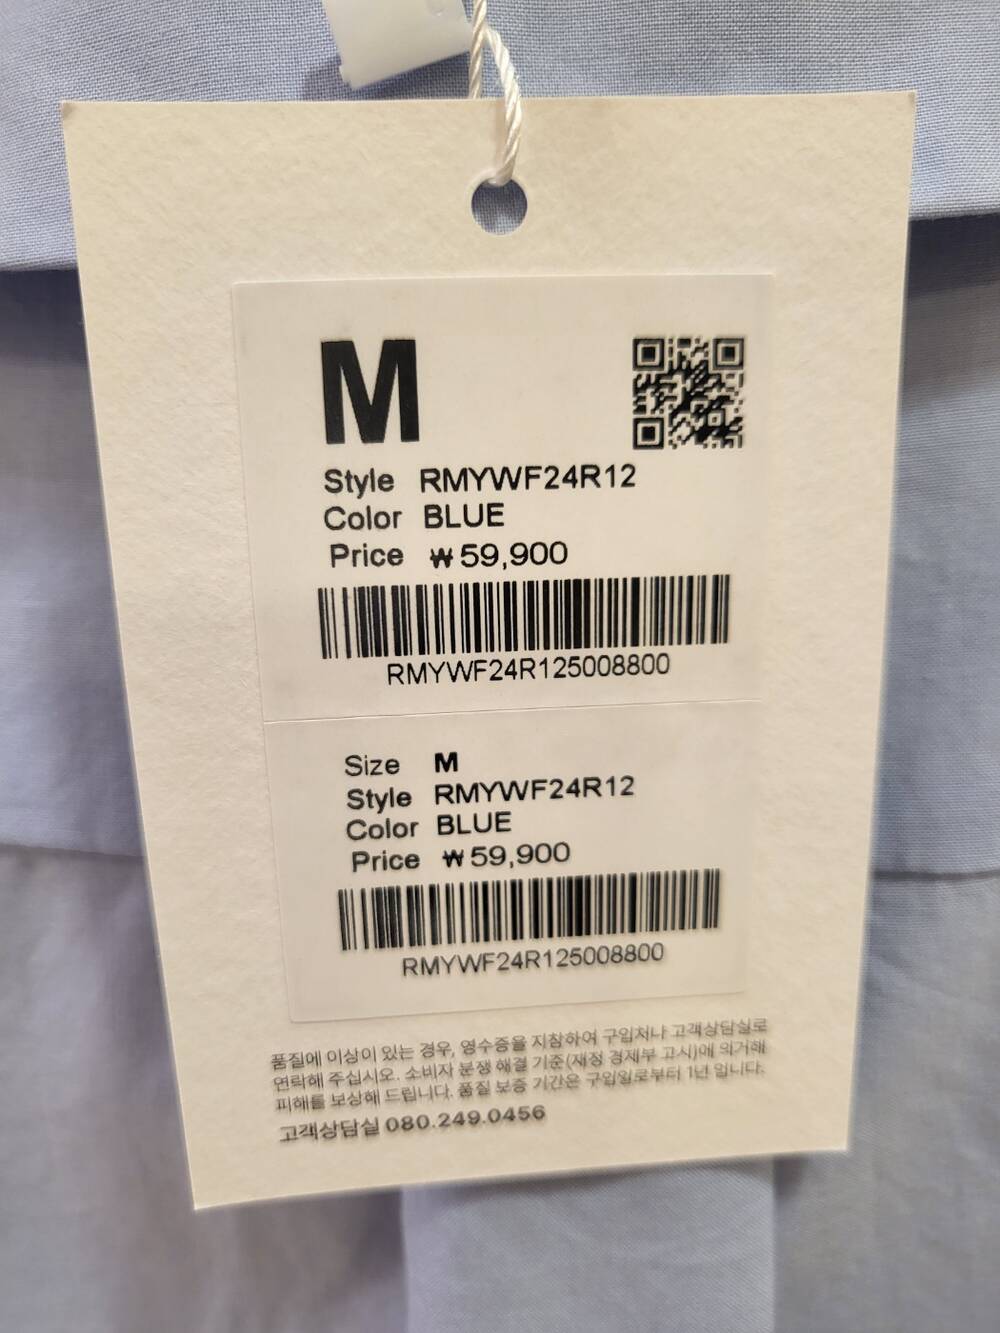 M
Style RMYWF24R12
Color BLUE
Price ₩59,900
RMYWF24R125008800
Size M
Style RMYWF24R12
Color BLUE
Price ₩59,900
RMYWF24R125008800
품질에 이상이 있는 경우, 영수증을 지참하여 구입처나 고객상담실로
연락해 주십시오. 소비자 분쟁 해결 기준(재정 경제부 고시)에 의거해
피해를 보상해 드립니다. 품질 보증 기간은 구입일로부터 1년 입니다.
고객상담실 080.249.0456